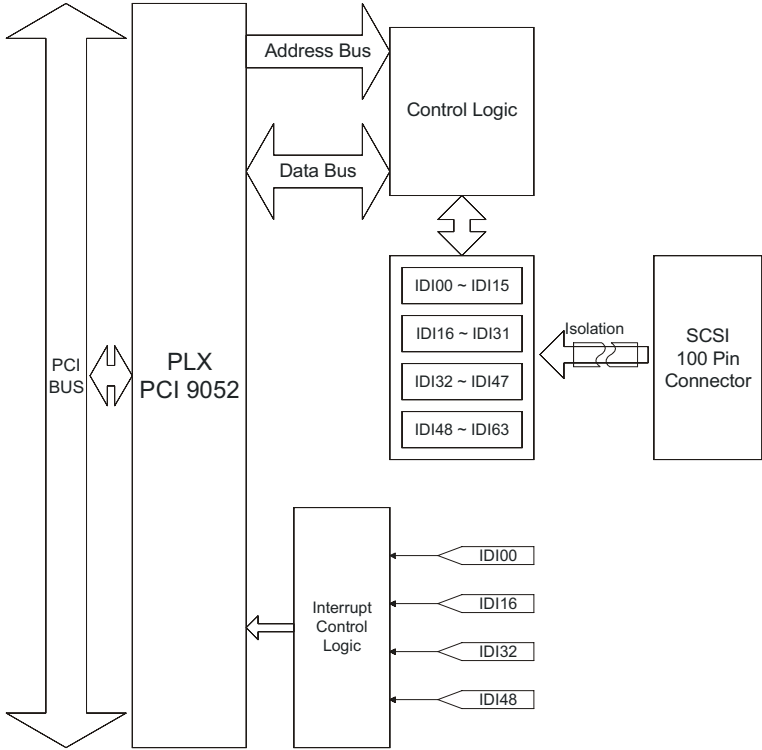 Address Bus
Control Logic
Data Bus
IDI00 ~ IDI15
IDI16 ~ IDI31
IDI32 ~ IDI47
IDI48 ~ IDI63
Isolation
SCSI
100 Pin
Connector
PCI
BUS
PLX
PCI 9052
Interrupt
Control
Logic
IDI00
IDI16
IDI32
IDI48